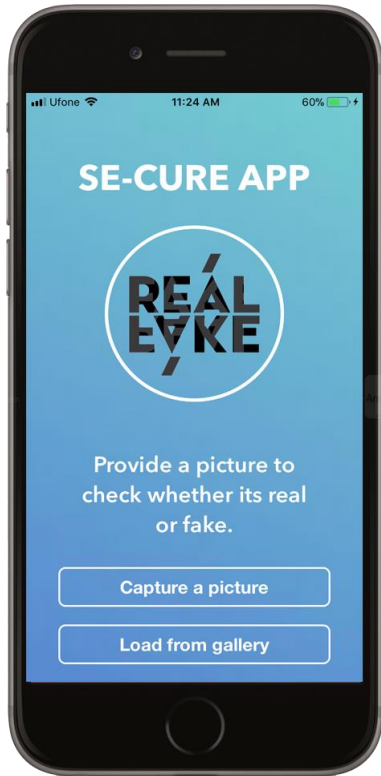 Ufone 11:24 AM 60%
SE-CURE APP
REAL
FAKE
Provide a picture to
check whether its real
or fake.
Capture a picture
Load from gallery
An